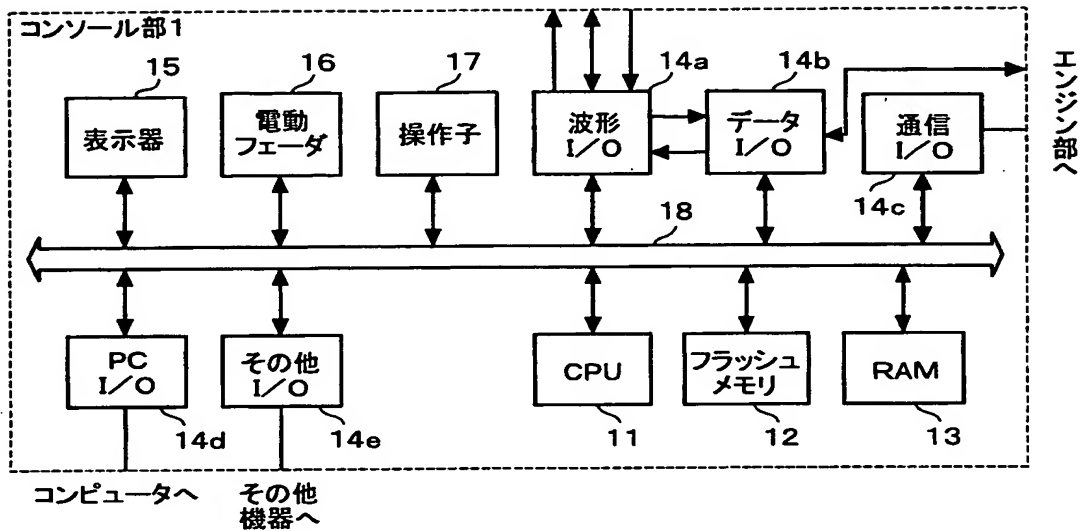 コンソール部1
15
16
17
14a
14b
表示器
電動
フェーダ
操作子
波形
I/O
データ
I/O
通信
I/O
エンジン部へ
14c
18
PC
I/O
その他
I/O
CPU
フラッシュ
メモリ
RAM
14d
14e
11
12
13
コンピュータへ
その他
機器へ